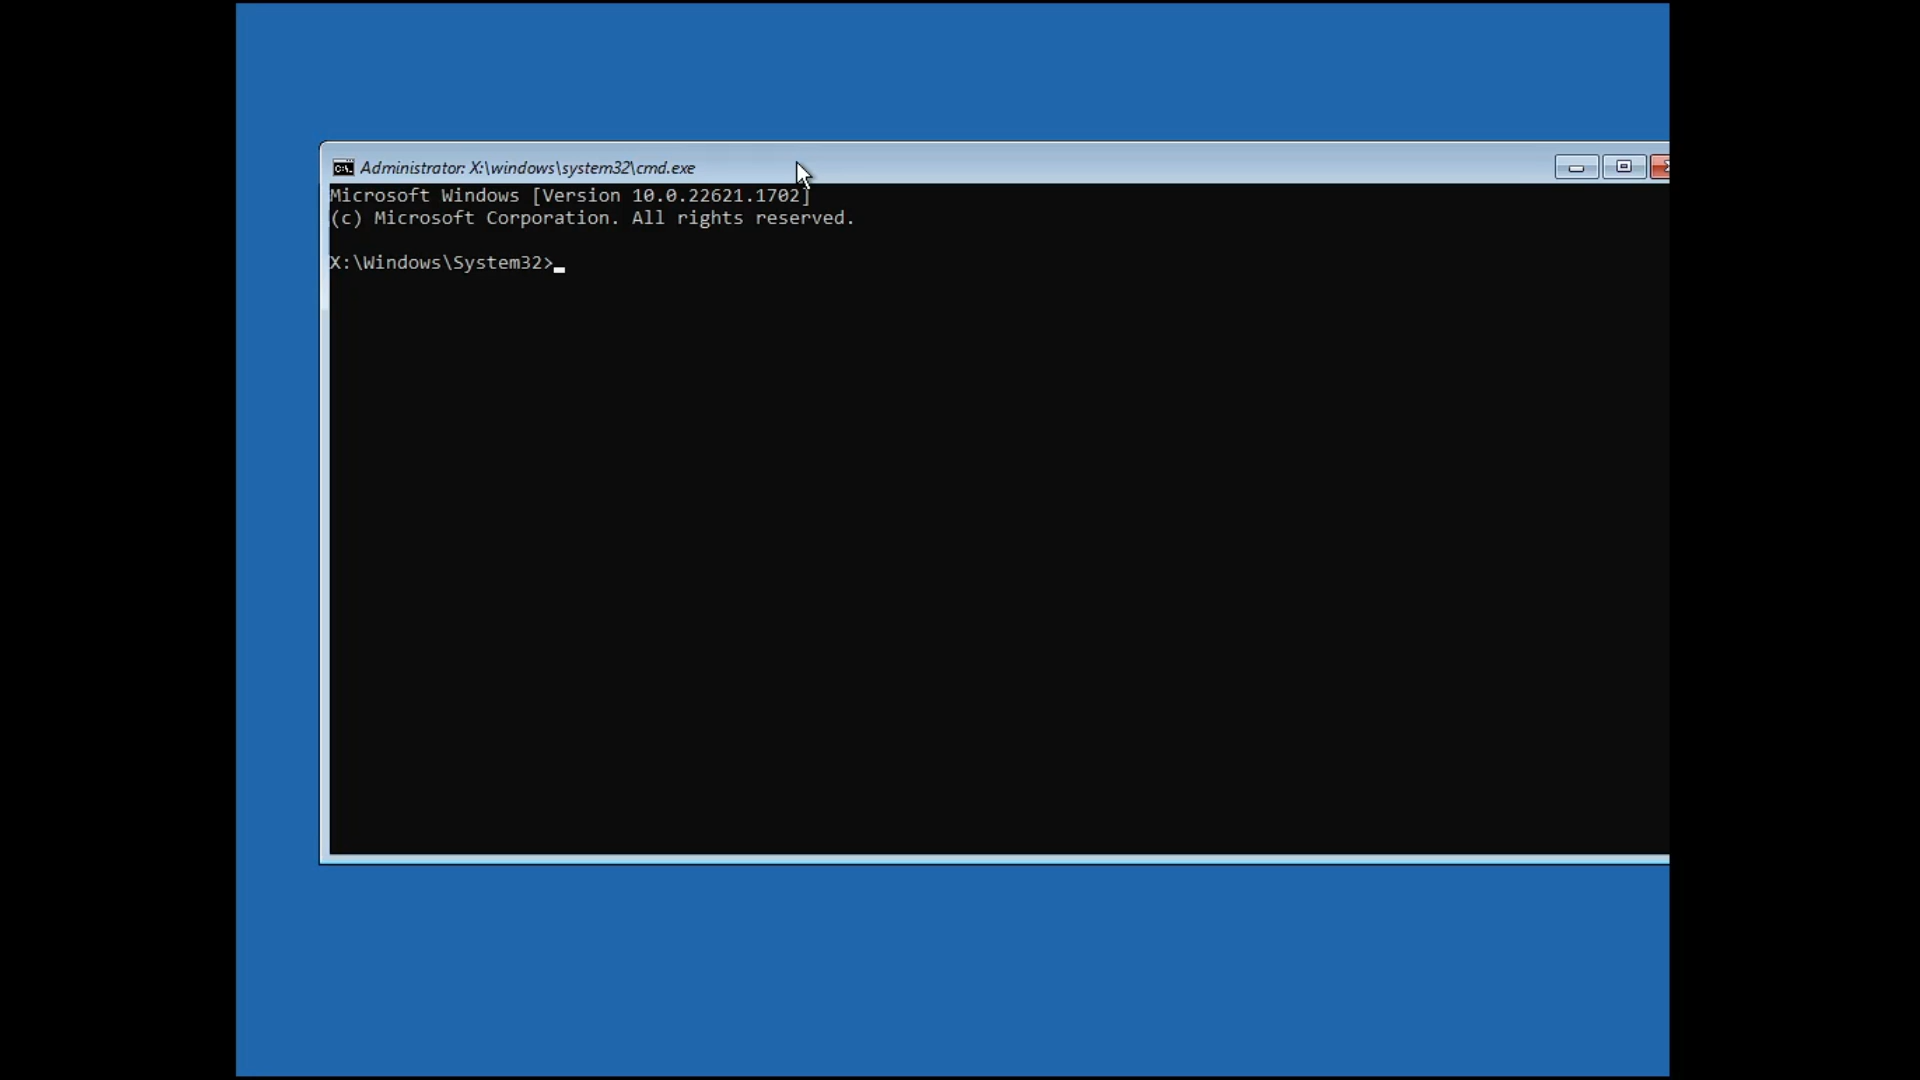 Administrator: X:\windows\system32\cmd.exe
Microsoft Windows [Version 10.0.22621.1702]
(c) Microsoft Corporation. All rights reserved.
X:\Windows\System32>